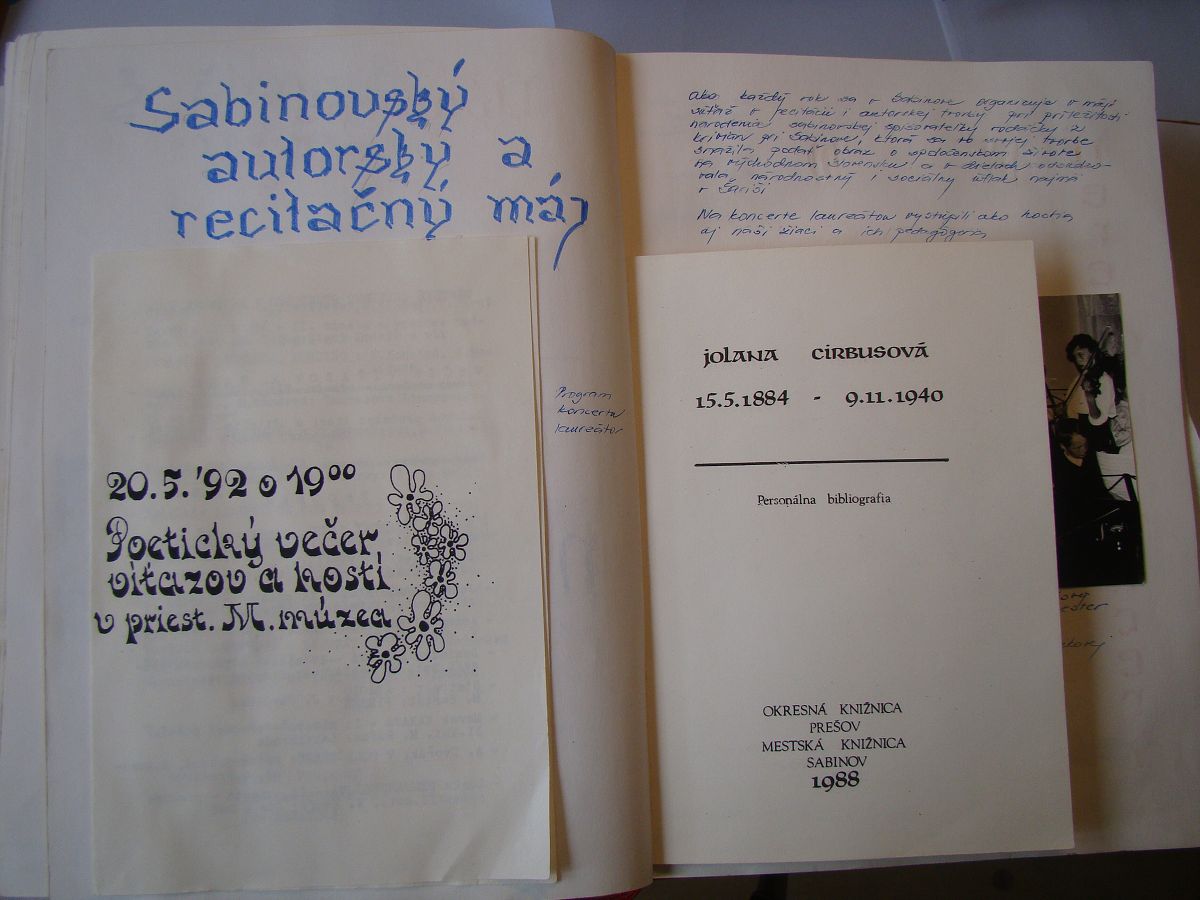 Sabinovský
autorský a
recitačný máj
20.5.'92 o 19⁰⁰
Poetický večer
víťazov a hostí
v priest. M. múzea
Program
koncertu
laureátov
ako každý rok sa v Sabinove organizuje v máji
súťaž v recitácii i autorskej tvorby pri príležitosti
narodenia sabinovskej spisovateľky rodáčky z
pri Sabinove, ktorá sa vo svojej tvorbe
snažila podať obraz o spoločenskom živote
na východnom Slovensku a v dielach odzrkad-
národnostný i sociálny útlak najmä
v Šariši
Na koncerte laureátov vystúpili ako hostia
aj naši žiaci a ich pedagógovia
Jolana Cirbusová
15.5.1884 - 9.11.1940
Personálna bibliografia
OKRESNÁ KNIŽNICA
PREŠOV
MESTSKÁ KNIŽNICA
SABINOV
1988